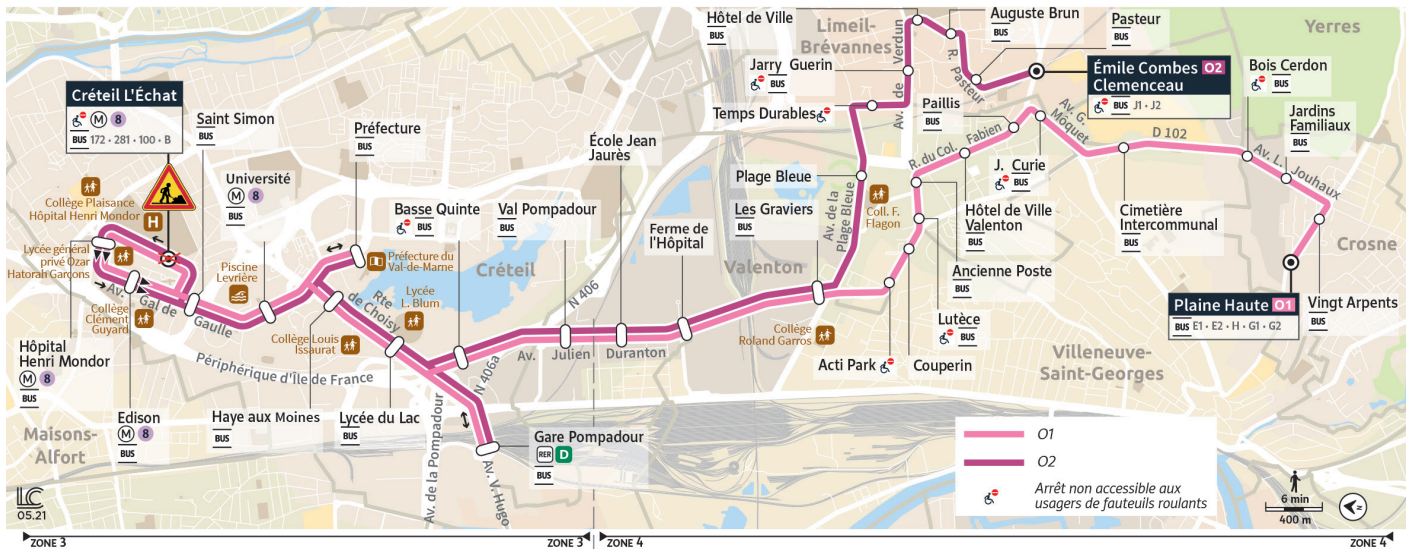 Hôtel de Ville
BUS
Limeil-
Brévannes
Auguste Brun
BUS
Pasteur
BUS
Yerres
Jarry Guerin
BUS
Av. de Verdun
R. Pasteur
Émile Combes O2
Clemenceau
BUS J1 • J2
Bois Cerdon
BUS
Créteil L'Échat
M 8
BUS 172 • 281 • 100 • B
Saint Simon
BUS
Préfecture
BUS
École Jean
Jaurès
Temps Durables
Paillis
BUS
Av. G.
Môquet
D 102
Jardins
Familiaux
BUS
R. du Col. Fabien
J. Curie
BUS
Av. L. Jouhaux
Université
M 8
BUS
Plage Bleue
Collège Plaisance
Hôpital Henri Mondor
H
Basse Quinte
BUS
Val Pompadour
BUS
Les Graviers
BUS
Av. de la
Plage Bleue
Coll. F.
Flagon
Hôtel de Ville
Valenton
BUS
Cimetière
Intercommunal
BUS
Ferme de
l'Hôpital
Crosne
Lycée général
privé Ozar
Hatorah Garçons
Piscine
Levrière
Préfecture du
Val-de-Marne
Créteil
Valenton
Ancienne Poste
BUS
Av. Gal de Gaulle
Rte
de Choisy
Lycée
L. Blum
N 406
Plaine Haute O1
BUS E1 • E2 • H • G1 • G2
Vingt Arpents
BUS
Collège
Clément
Guyard
Collège Louis
Issaurat
Lutèce
BUS
Hôpital
Henri Mondor
M 8
BUS
Périphérique d'Île de France
Av. Julien Duranton
Collège
Roland Garros
Acti Park
Couperin
Villeneuve-
Saint-Georges
N 406a
Edison
M 8
BUS
Haye aux Moines
BUS
Lycée du Lac
BUS
Av. de la Pompadour
Gare Pompadour
RER D
BUS
Av. V. Hugo
Maisons-
Alfort
O1
O2
Arrêt non accessible aux
usagers de fauteuils roulants
6 min
400 m
N
LC
05.21
ZONE 3
ZONE 3
ZONE 4
ZONE 4